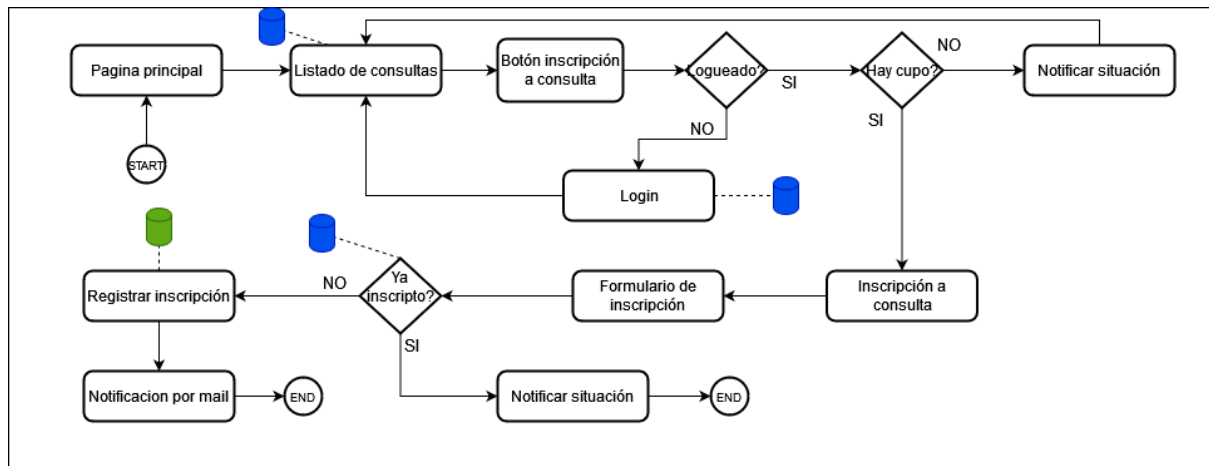 Pagina principal
Listado de consultas
Botón inscripción
a consulta
Logueado?
SI
Hay cupo?
NO
Notificar situación
START
NO
SI
Login
Registrar inscripción
NO
Ya
inscripto?
Formulario de
inscripción
Inscripción a
consulta
SI
Notificacion por mail
END
Notificar situación
END